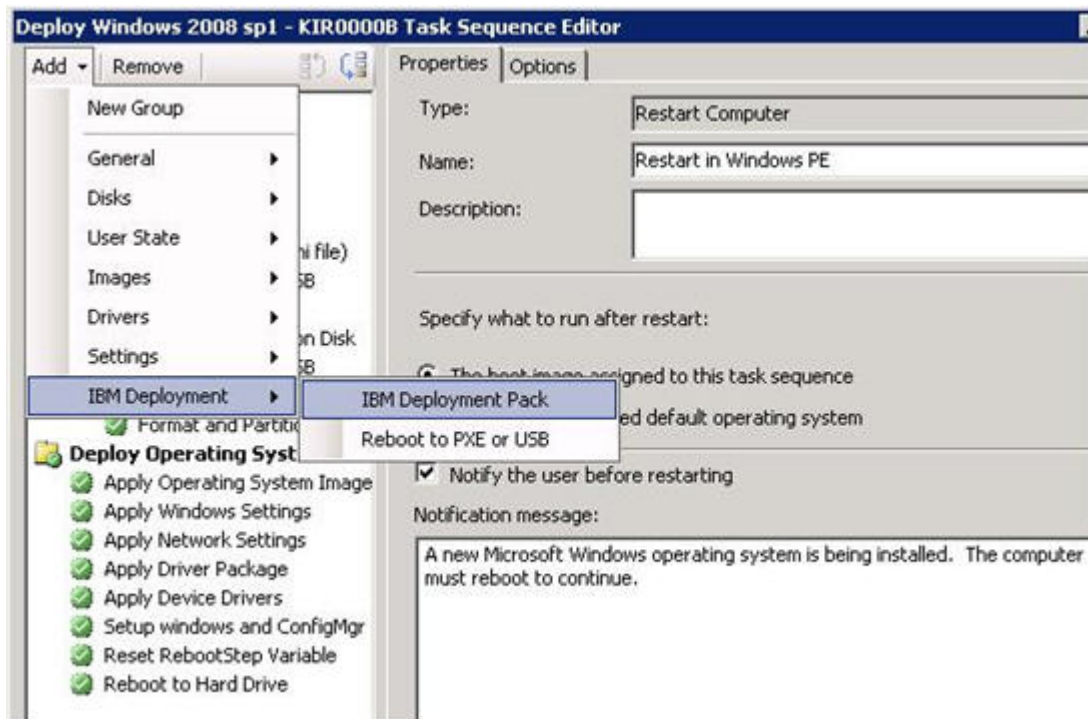 Deploy Windows 2008 sp1 - KIR0000B Task Sequence Editor
Add
Remove
New Group
General
Disks
User State
Images
Drivers
Settings
IBM Deployment
IBM Deployment Pack
Reboot to PXE or USB
ni file)
SB
on Disk
SB
Format and Partitio
Deploy Operating Syst
Apply Operating System Image
Apply Windows Settings
Apply Network Settings
Apply Driver Package
Apply Device Drivers
Setup windows and ConfigMgr
Reset RebootStep Variable
Reboot to Hard Drive
Properties
Options
Type:
Restart Computer
Name:
Restart in Windows PE
Description:
Specify what to run after restart:
The boot image assigned to this task sequence
ed default operating system
Notify the user before restarting
Notification message:
A new Microsoft Windows operating system is being installed. The computer
must reboot to continue.